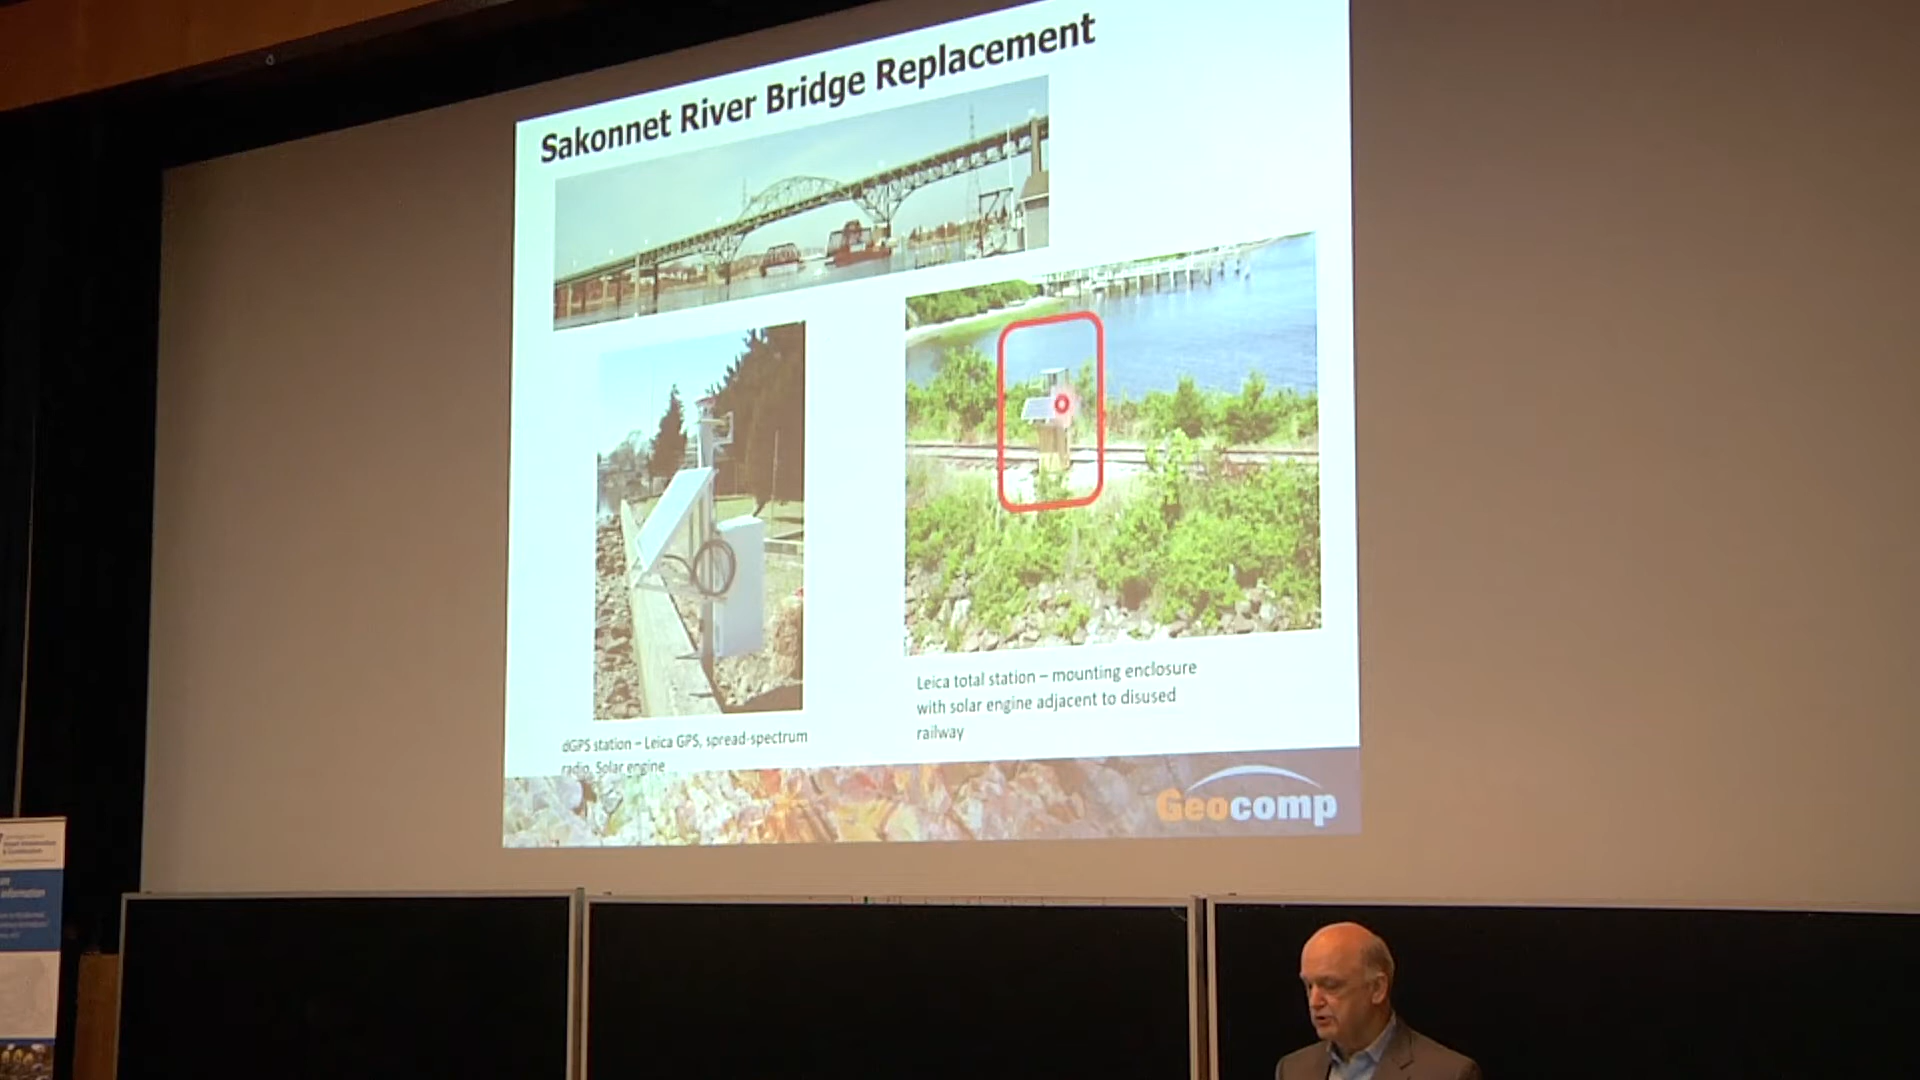 Sakonnet River Bridge Replacement
Leica total station – mounting enclosure
with solar engine adjacent to disused
railway
dGPS station – Leica GPS, spread-spectrum
radio, Solar engine
Geocomp
information